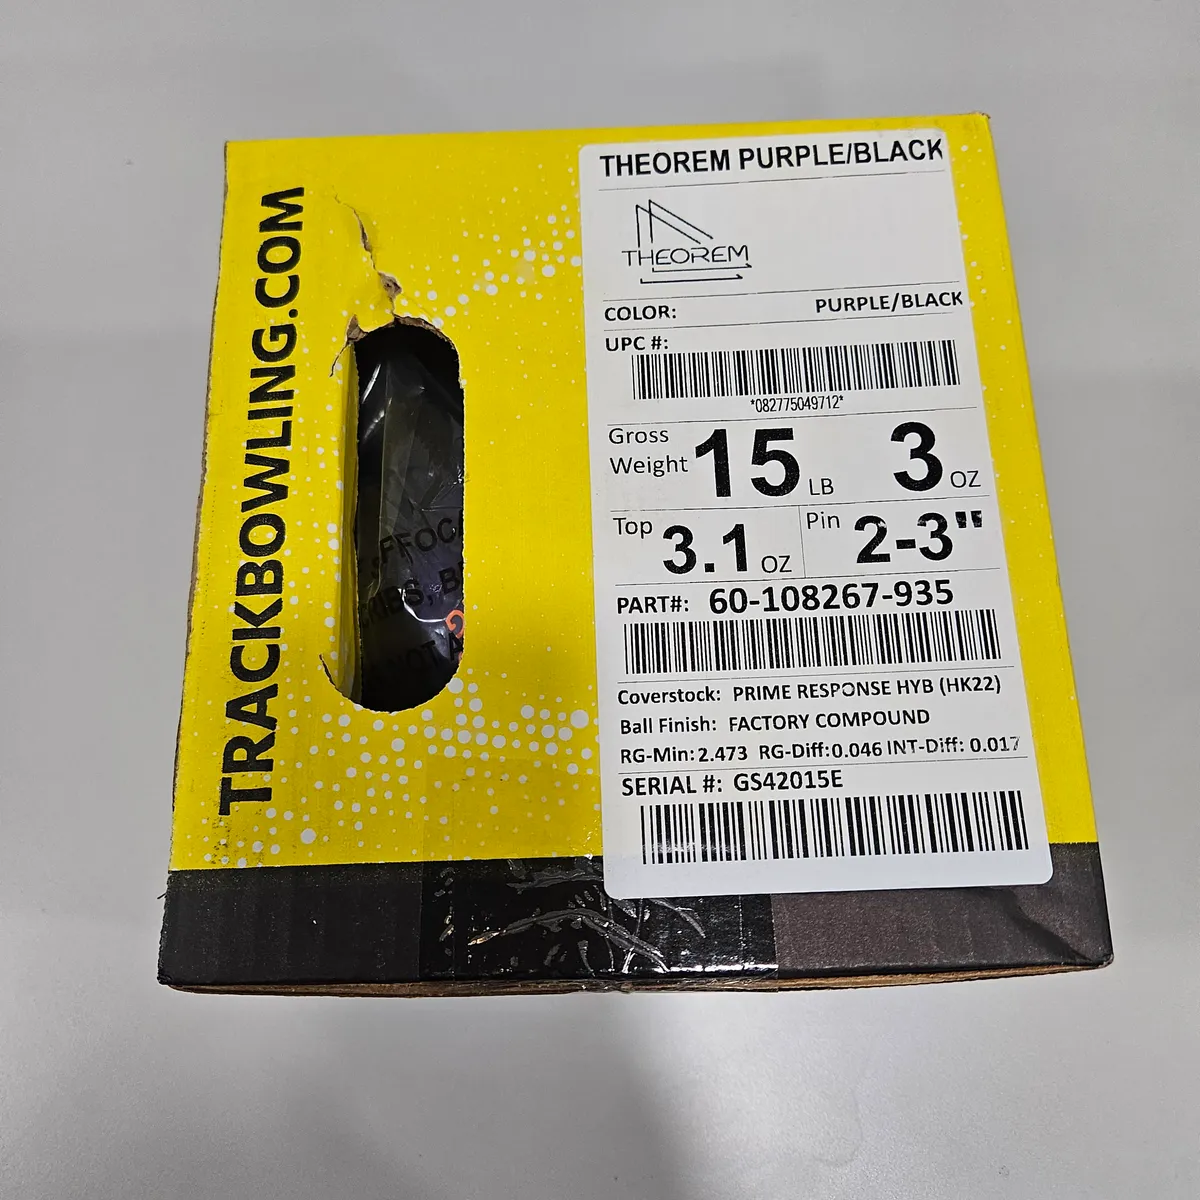 TRACKBOWLING.COM
THEOREM PURPLE/BLACK
THEOREM
COLOR: PURPLE/BLACK
UPC #:
*082775049712*
Gross Weight 15 LB 3 OZ
Top 3.1 OZ Pin 2-3"
PART#: 60-108267-935
Coverstock: PRIME RESPONSE HYB (HK22)
Ball Finish: FACTORY COMPOUND
RG-Min: 2.473 RG-Diff: 0.046 INT-Diff: 0.017
SERIAL #: GS42015E